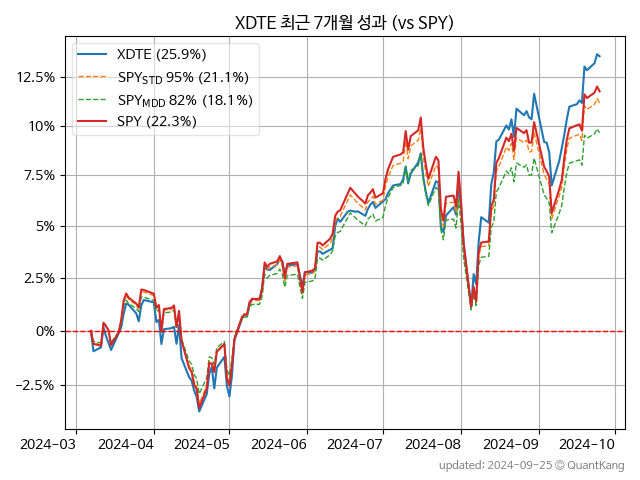 XDTE 최근 7개월 성과 (vs SPY)
XDTE (25.9%)
SPY_STD 95% (21.1%)
SPY_MDD 82% (18.1%)
SPY (22.3%)
12.5%
10%
7.5%
5%
2.5%
0%
−2.5%
2024-03 2024-04 2024-05 2024-06 2024-07 2024-08 2024-09 2024-10
updated: 2024-09-25 © QuantKang